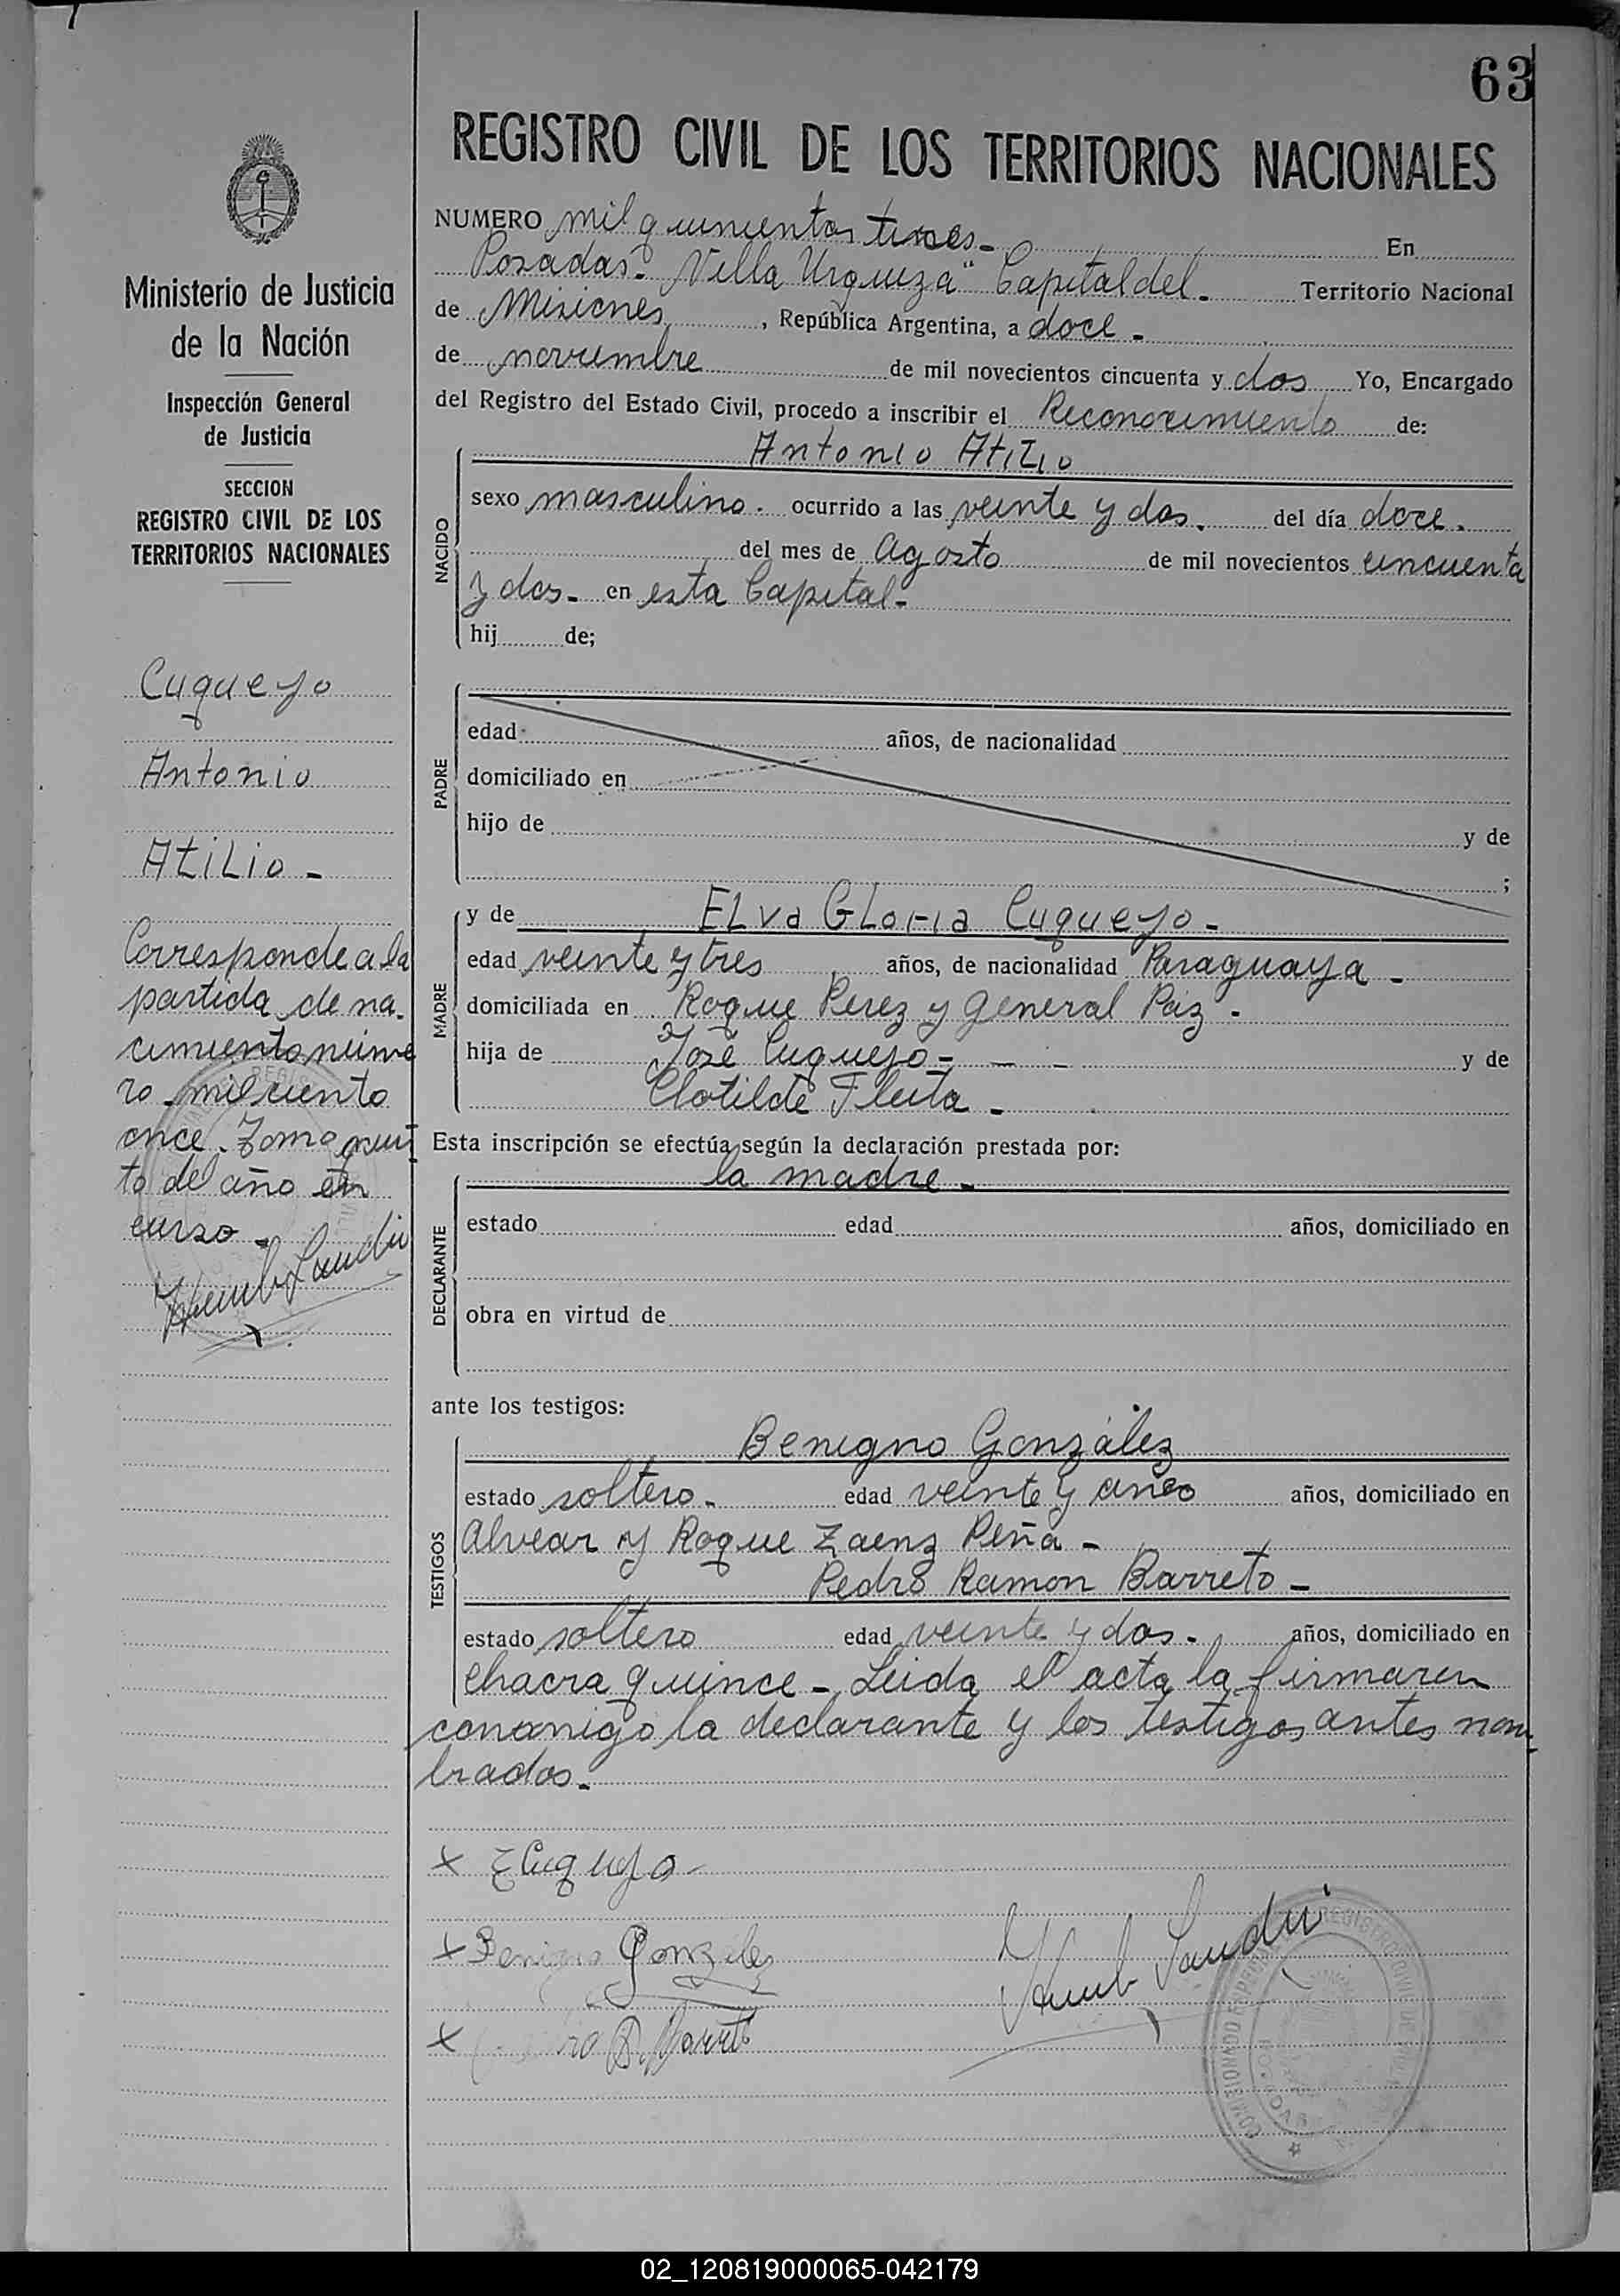 63
REGISTRO CIVIL DE LOS TERRITORIOS NACIONALES
Ministerio de Justicia
de la Nación
Inspección General
de Justicia
SECCION
REGISTRO CIVIL DE LOS
TERRITORIOS NACIONALES
Cuqueyo
Antonio
Atilio -
Corresponde a la
partida de na-
cimiento núme
ro mil ciento
once. Tomo quin
to del año en
curso -
NUMERO mil quinientos trece - En
Posadas - Villa Urquiza" Capital del - Territorio Nacional
de Misiones, República Argentina, a doce -
de noviembre de mil novecientos cincuenta y dos Yo, Encargado
del Registro del Estado Civil, procedo a inscribir el Reconocimiento de:
Antonio Atilio
NACIDO
sexo masculino. ocurrido a las veinte y dos. del día doce.
del mes de Agosto de mil novecientos cincuenta
y dos - en esta Capital -
hij de;
PADRE
edad años, de nacionalidad
domiciliado en
hijo de y de
;
MADRE
y de Elva Gloria Cuqueyo -
edad veinte y tres años, de nacionalidad Paraguaya -
domiciliada en Roque Perez y General Paz -
hija de José Cuqueyo - - - y de
Clotilde Fleita -
Esta inscripción se efectúa según la declaración prestada por:
la madre -
DECLARANTE
estado edad años, domiciliado en
obra en virtud de
ante los testigos:
TESTIGOS
Benigno González
estado soltero - edad veinte y cinco años, domiciliado en
Alvear y Roque Zaenz Peña -
Pedro Ramon Barreto -
estado soltero edad veinte y dos - años, domiciliado en
Chacra quince - Leida el acta la firmaron
conmigo la declarante y los testigos antes nom-
brados -
x ECuqueyo -
x Benigno Gonzalez
x R. Barreto
02_120819000065-042179